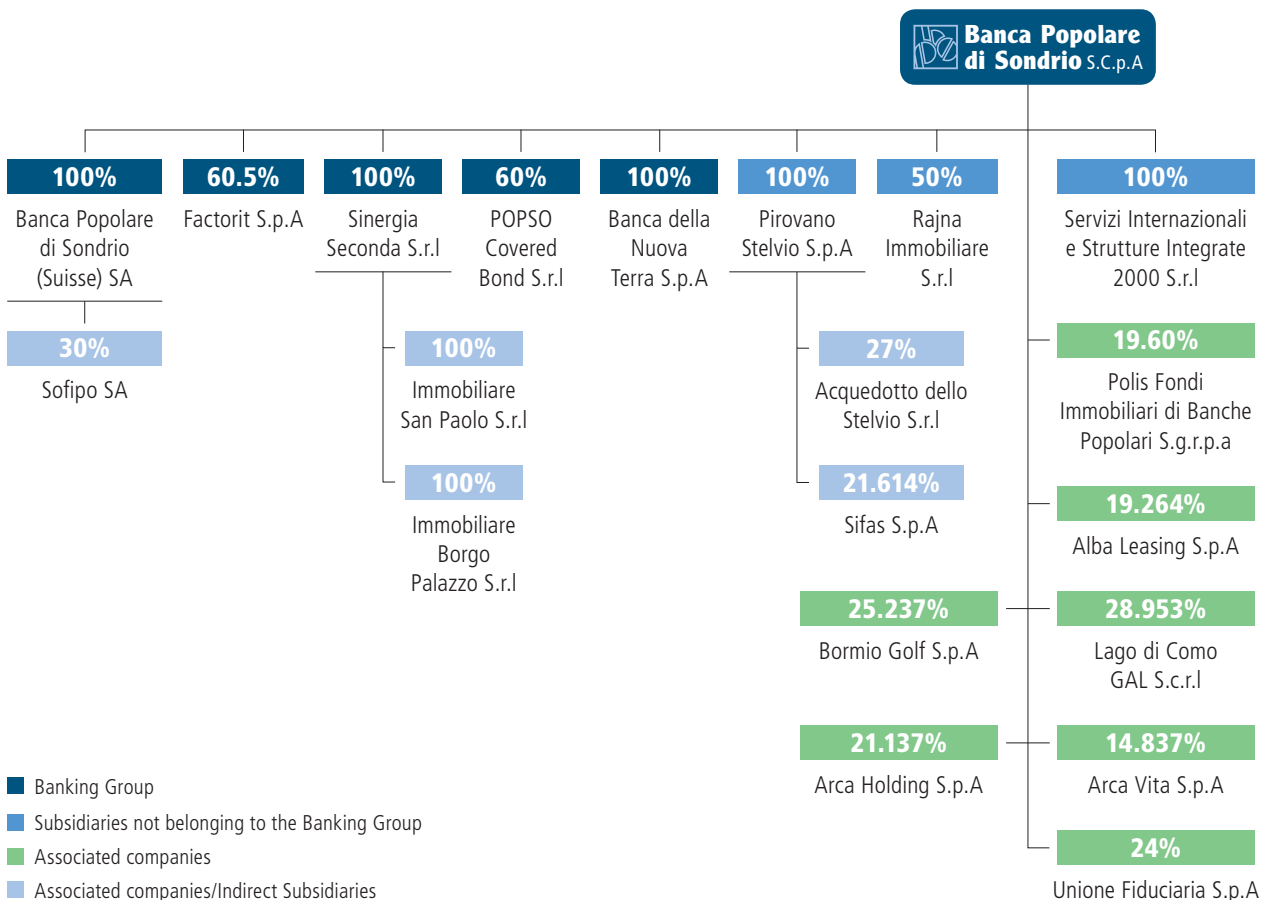 Banca Popolare
di Sondrio S.C.p.A
100%
Banca Popolare
di Sondrio
(Suisse) SA
30%
Sofipo SA
60.5%
Factorit S.p.A
100%
Sinergia
Seconda S.r.l
100%
Immobiliare
San Paolo S.r.l
100%
Immobiliare
Borgo
Palazzo S.r.l
60%
POPSO
Covered
Bond S.r.l
100%
Banca della
Nuova
Terra S.p.A
100%
Pirovano
Stelvio S.p.A
27%
Acquedotto dello
Stelvio S.r.l
21.614%
Sifas S.p.A
50%
Rajna
Immobiliare
S.r.l
100%
Servizi Internazionali
e Strutture Integrate
2000 S.r.l
19.60%
Polis Fondi
Immobiliari di Banche
Popolari S.g.r.p.a
19.264%
Alba Leasing S.p.A
25.237%
Bormio Golf S.p.A
28.953%
Lago di Como
GAL S.c.r.l
21.137%
Arca Holding S.p.A
14.837%
Arca Vita S.p.A
24%
Unione Fiduciaria S.p.A
Banking Group
Subsidiaries not belonging to the Banking Group
Associated companies
Associated companies/Indirect Subsidiaries